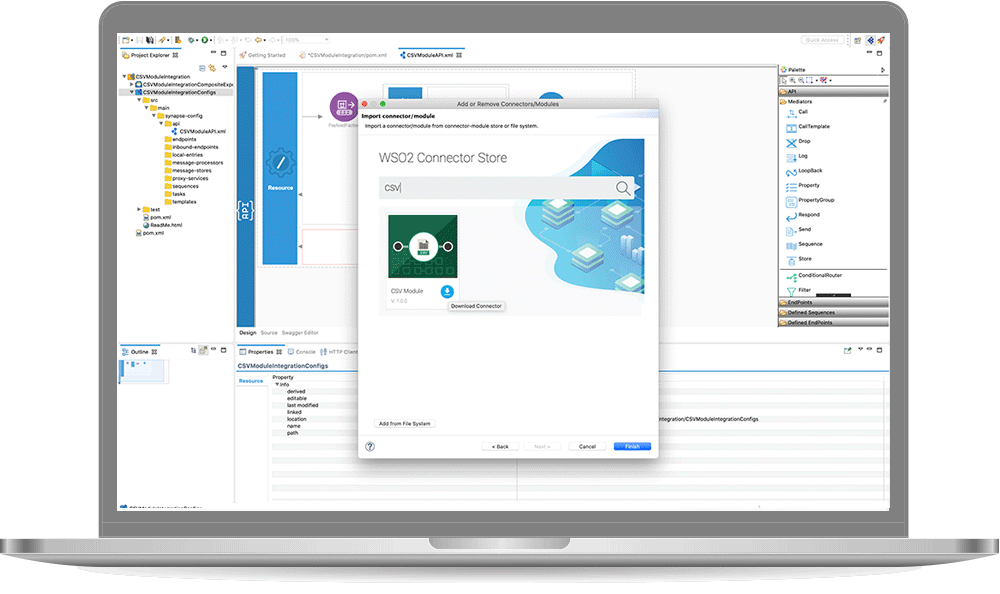 100%
Quick Access
Project Explorer
Getting Started
*CSVModuleIntegration/pom.xml
CSVModuleAPI.xml
CSVModuleIntegration
CSVModuleIntegrationCompositeExpo
CSVModuleIntegrationConfigs
src
main
synapse-config
api
CSVModuleAPI.xml
endpoints
inbound-endpoints
local-entries
message-processors
message-stores
proxy-services
sequences
tasks
templates
test
pom.xml
ReadMe.html
pom.xml
{API}
Resource
Add or Remove Connectors/Modules
Import connector/module
Import a connector/module from connector-module store or file system.
WSO2 Connector Store
CSV
CSV Module
V 1.0.0
Download Connector
Add from File System
?
< Back
Next >
Cancel
Finish
Palette
API
Mediators
Call
CallTemplate
Drop
Log
LoopBack
Property
PropertyGroup
Respond
Send
Sequence
Store
ConditionalRouter
Filter
EndPoints
Defined Sequences
Defined EndPoints
Design
Source
Swagger Editor
Outline
Properties
Console
HTTP Client
CSVModuleIntegrationConfigs
Resource
Property
Info
derived
editable
last modified
linked
location
name
path
ntegration/CSVModuleIntegrationConfigs